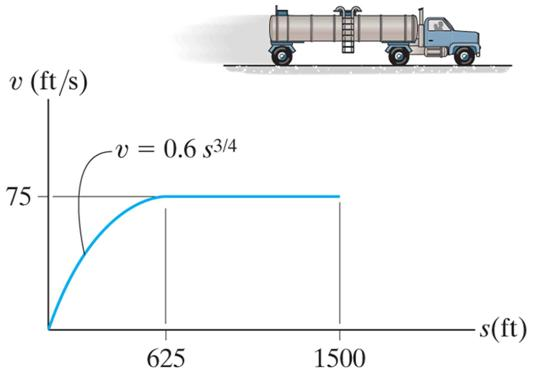 v (ft/s)
v = 0.6 s^{3/4}
75
s(ft)
625
1500